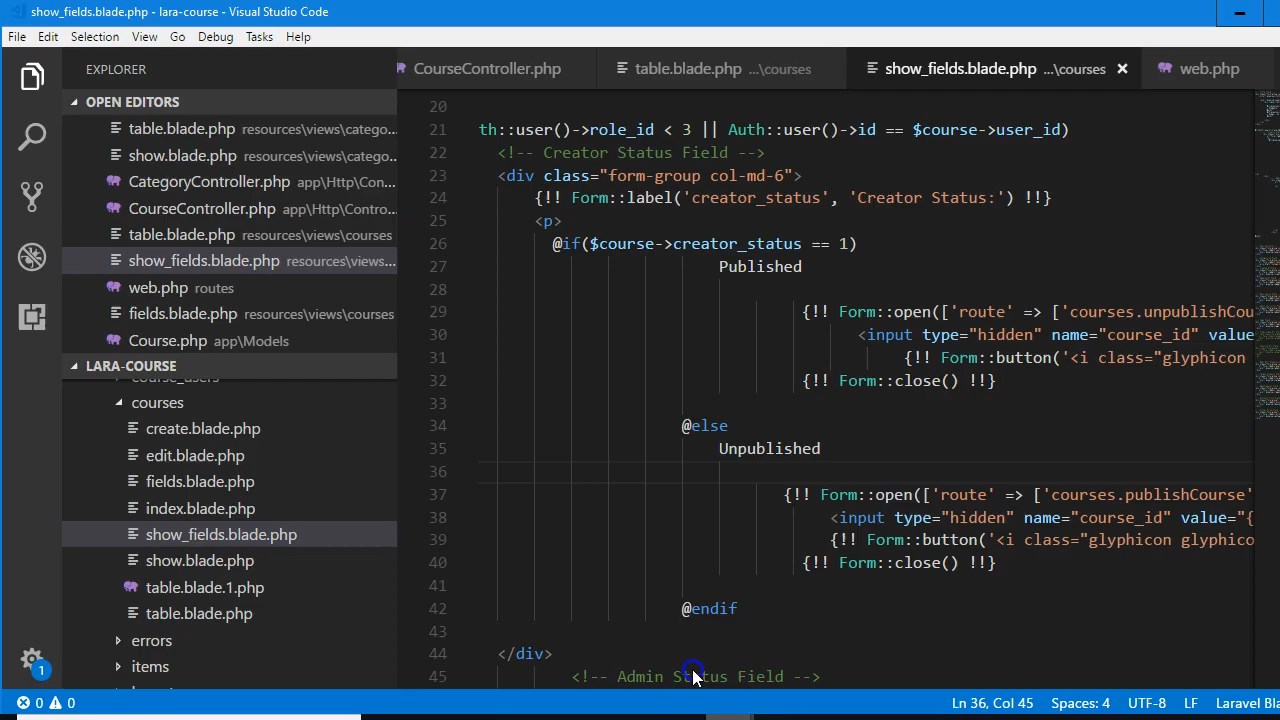 show_fields.blade.php - lara-course - Visual Studio Code
File Edit Selection View Go Debug Tasks Help
EXPLORER
CourseController.php table.blade.php ...\courses show_fields.blade.php ...\courses web.php
OPEN EDITORS
table.blade.php resources\views\catego...
show.blade.php resources\views\catego...
CategoryController.php app\Http\Con...
CourseController.php app\Http\Contro...
table.blade.php resources\views\courses
show_fields.blade.php resources\views...
web.php routes
fields.blade.php resources\views\courses
Course.php app\Models
LARA-COURSE
course_users
courses
create.blade.php
edit.blade.php
fields.blade.php
index.blade.php
show_fields.blade.php
show.blade.php
table.blade.1.php
table.blade.php
errors
items
20
21 th::user()->role_id < 3 || Auth::user()->id == $course->user_id)
22 <!-- Creator Status Field -->
23 <div class="form-group col-md-6">
24 {!! Form::label('creator_status', 'Creator Status:') !!}
25 <p>
26 @if($course->creator_status == 1)
27 Published
28
29 {!! Form::open(['route' => ['courses.unpublishCou
30 <input type="hidden" name="course_id" value
31 {!! Form::button('<i class="glyphicon
32 {!! Form::close() !!}
33
34 @else
35 Unpublished
36
37 {!! Form::open(['route' => ['courses.publishCourse'
38 <input type="hidden" name="course_id" value="{
39 {!! Form::button('<i class="glyphicon glyphico
40 {!! Form::close() !!}
41
42 @endif
43
44 </div>
45 <!-- Admin Status Field -->
1
0 0 Ln 36, Col 45 Spaces: 4 UTF-8 LF Laravel Bla